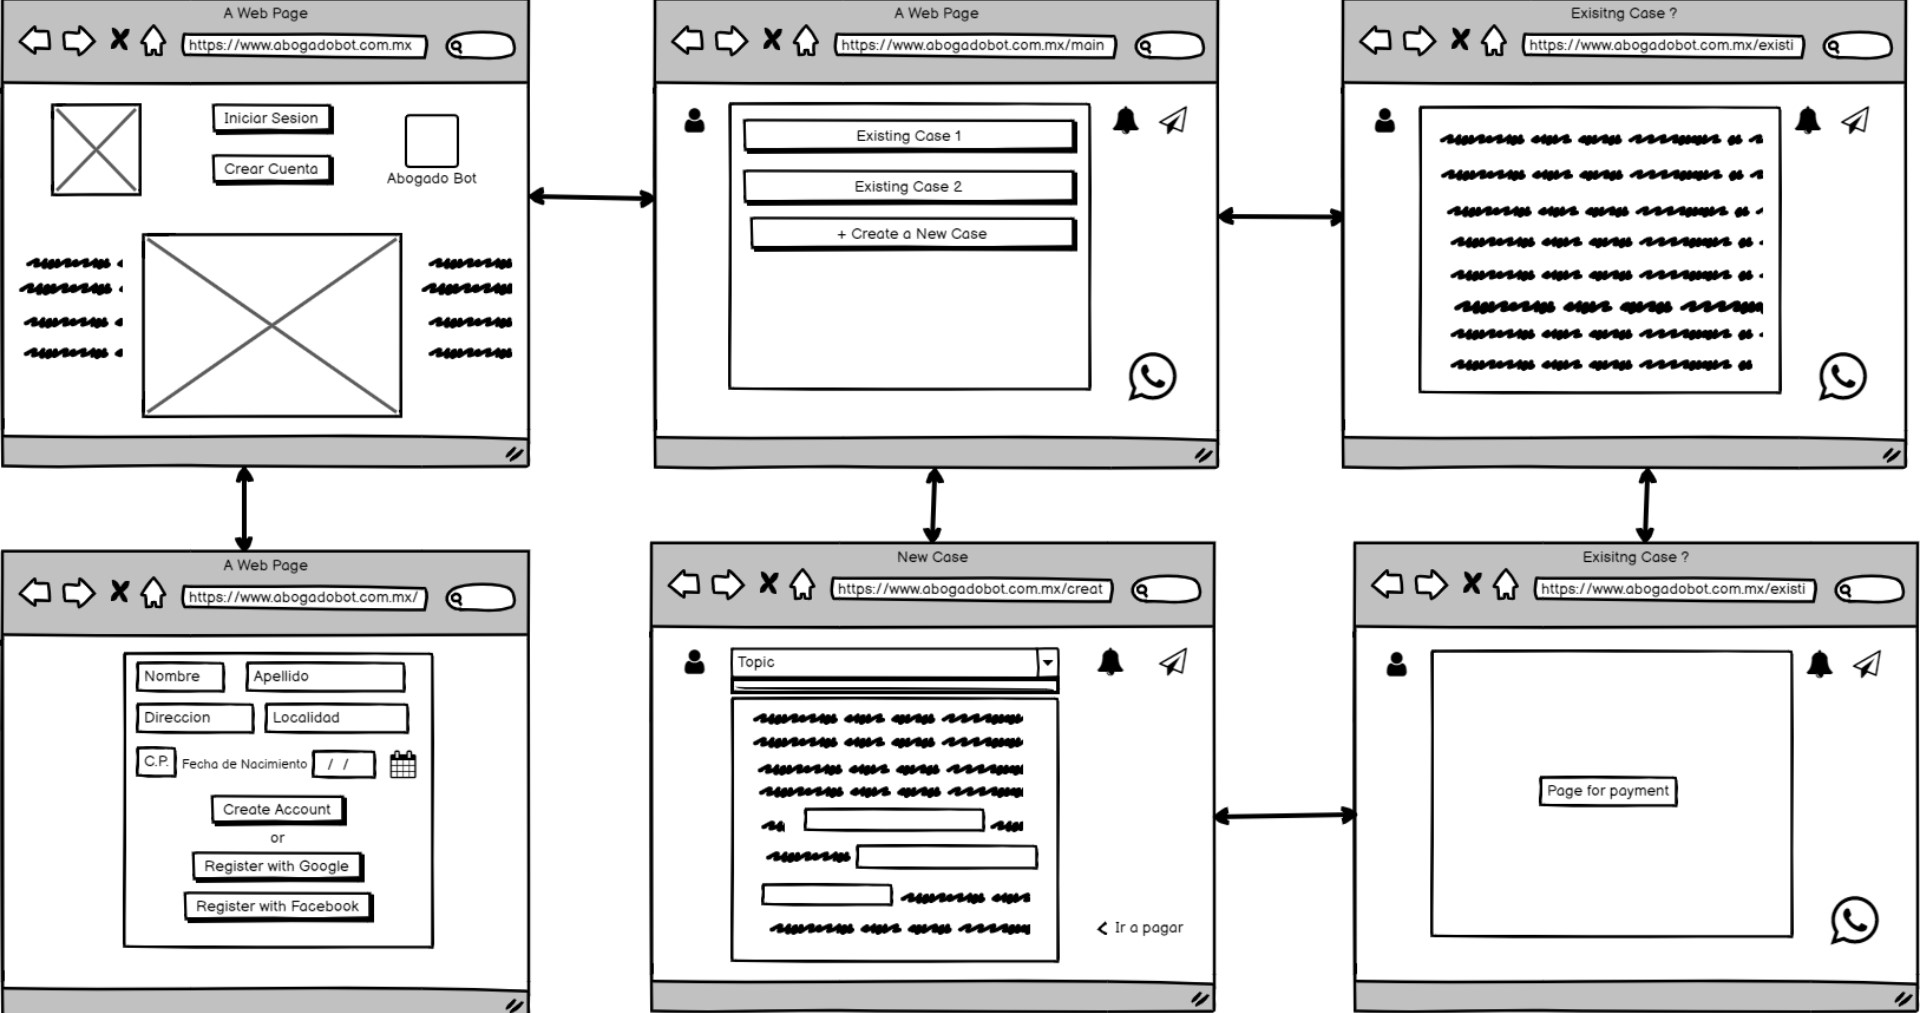 A Web Page
https://www.abogadobot.com.mx
Iniciar Sesion
Crear Cuenta
Abogado Bot
A Web Page
https://www.abogadobot.com.mx/main
Existing Case 1
Existing Case 2
+ Create a New Case
Exisitng Case ?
https://www.abogadobot.com.mx/existi
A Web Page
https://www.abogadobot.com.mx/
Nombre
Apellido
Direccion
Localidad
C.P.
Fecha de Nacimiento
/ /
Create Account
or
Register with Google
Register with Facebook
New Case
https://www.abogadobot.com.mx/creat
Topic
< Ir a pagar
Exisitng Case ?
https://www.abogadobot.com.mx/existi
Page for payment